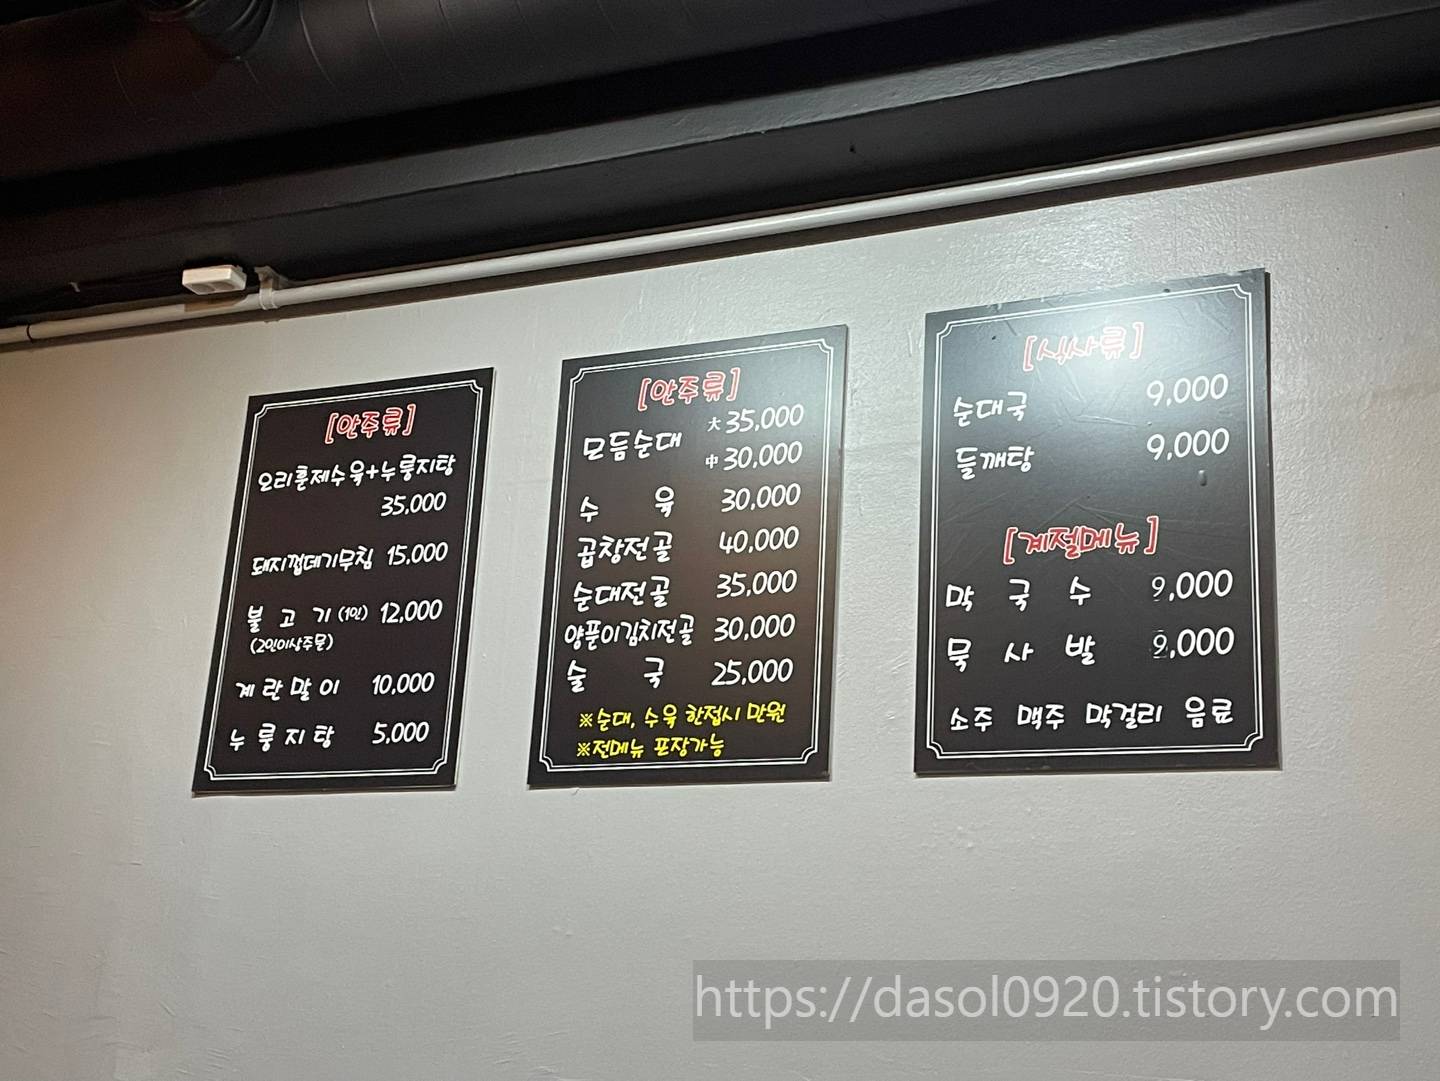 [안주류]
오리훈제수육+누룽지탕
35,000
돼지껍데기무침 15,000
불고기 (1인) 12,000
(2인이상주문)
계란말이 10,000
누룽지탕 5,000
[안주류]
모듬순대 大 35,000
中 30,000
수육 30,000
곱창전골 40,000
순대전골 35,000
양푼이김치전골 30,000
술국 25,000
※순대, 수육 한접시 만원
※전메뉴 포장가능
[식사류]
순대국 9,000
들깨탕 9,000
[계절메뉴]
막국수 9,000
묵사발 9,000
소주 맥주 막걸리 음료
https://dasol0920.tistory.com